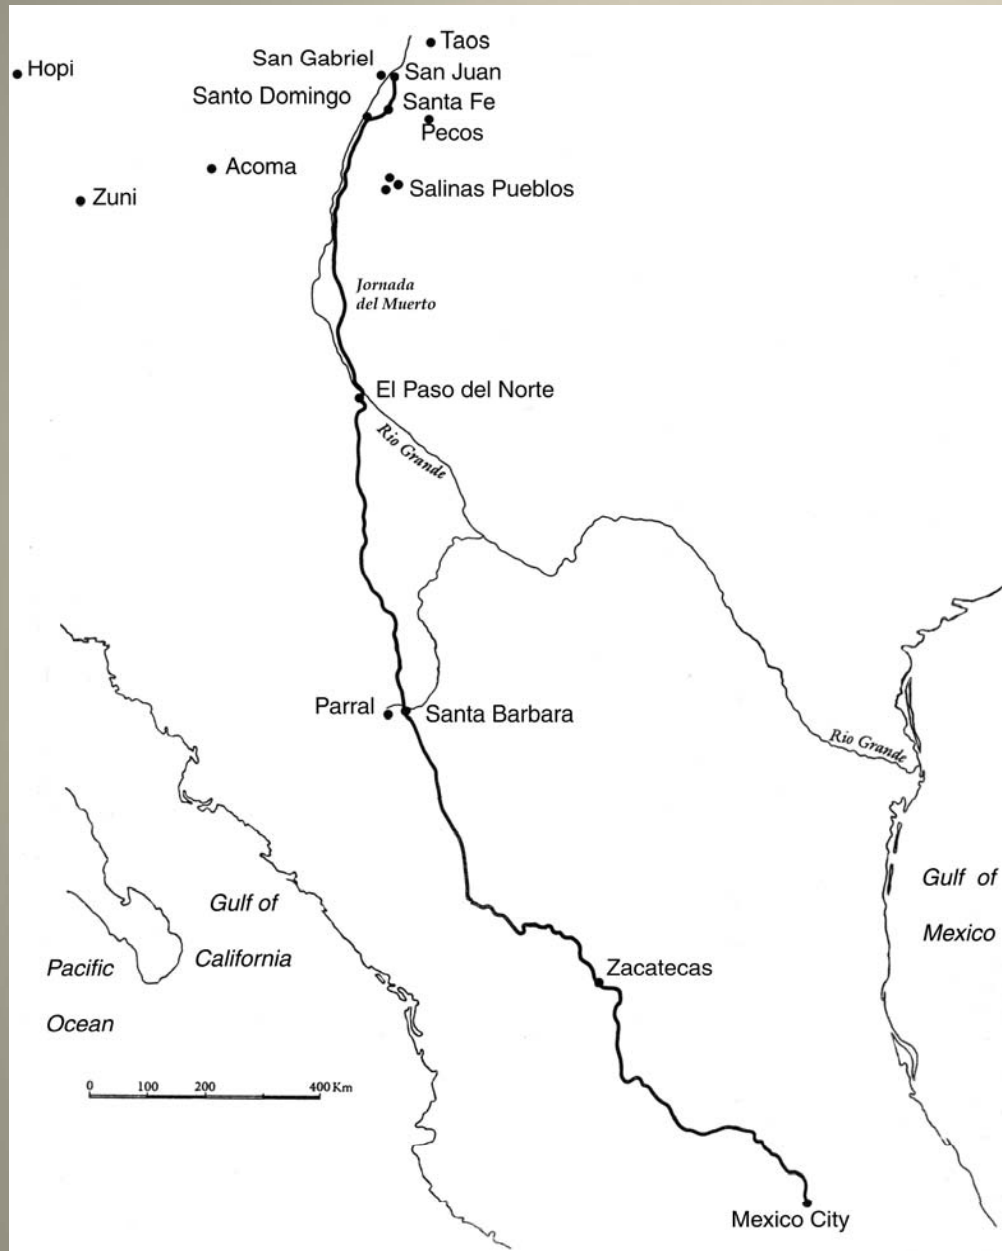 Taos
San Gabriel
Hopi
San Juan
Santo Domingo
Santa Fe
Pecos
Acoma
Salinas Pueblos
Zuni
Jornada
del Muerto
El Paso del Norte
Rio Grande
Parral
Santa Barbara
Rio Grande
Gulf of
Mexico
Gulf of
California
Pacific
Ocean
Zacatecas
0 100 200 400 Km
Mexico City